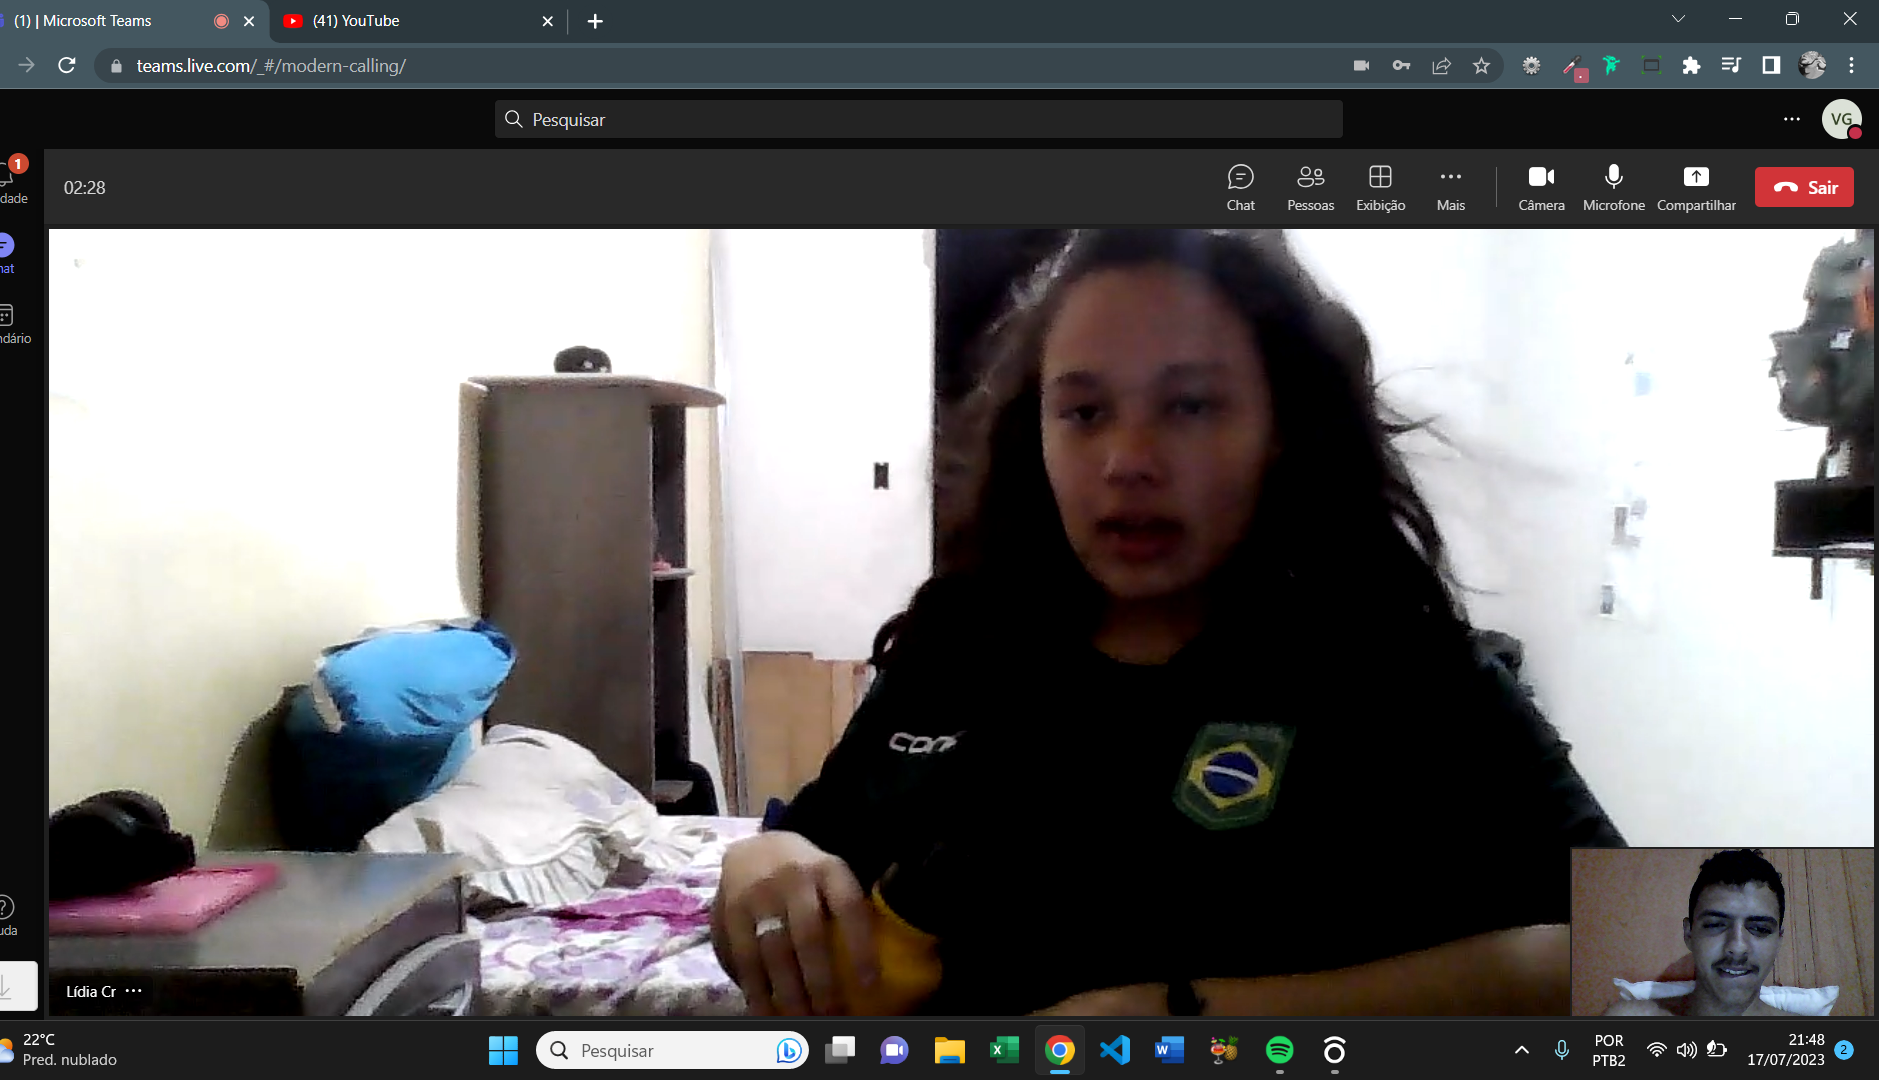 (1) | Microsoft Teams
(41) YouTube
teams.live.com/_#/modern-calling/
Pesquisar
VG
1
dade
02:28
Chat
Pessoas
Exibição
Mais
Câmera
Microfone
Compartilhar
Sair
hat
ndário
uda
Lídia Cr
22°C
Pred. nublado
Pesquisar
POR
PTB2
21:48
17/07/2023
2